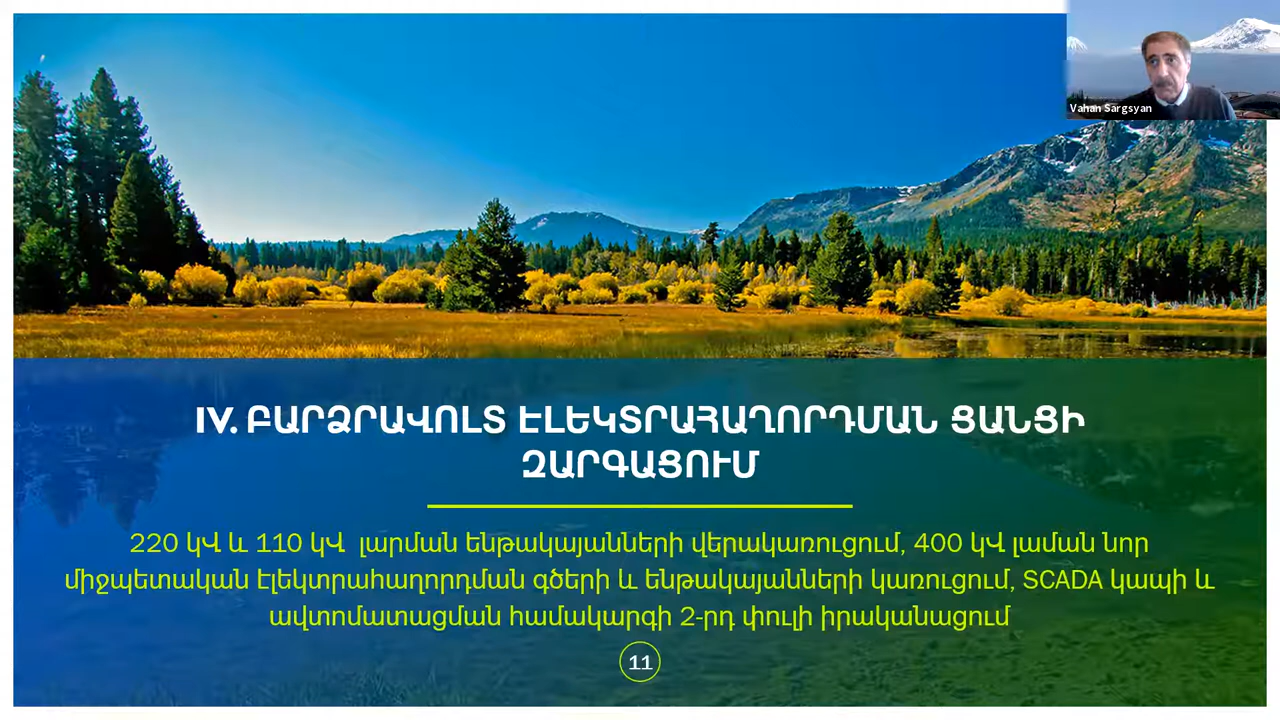 Vahan Sargsyan
IV. ԲԱՐՁՐԱՎՈԼՏ ԷԼԵԿՏՐԱՀԱՂՈՐԴՄԱՆ ՑԱՆՑԻ
ԶԱՐԳԱՑՈՒՄ
220 կՎ և 110 կՎ լարման ենթակայանների վերակառուցում, 400 կՎ լաման նոր
միջպետական էլեկտրահաղորդման գծերի և ենթակայանների կառուցում, SCADA կապի և
ավտոմատացման համակարգի 2-րդ փուլի իրականացում
11